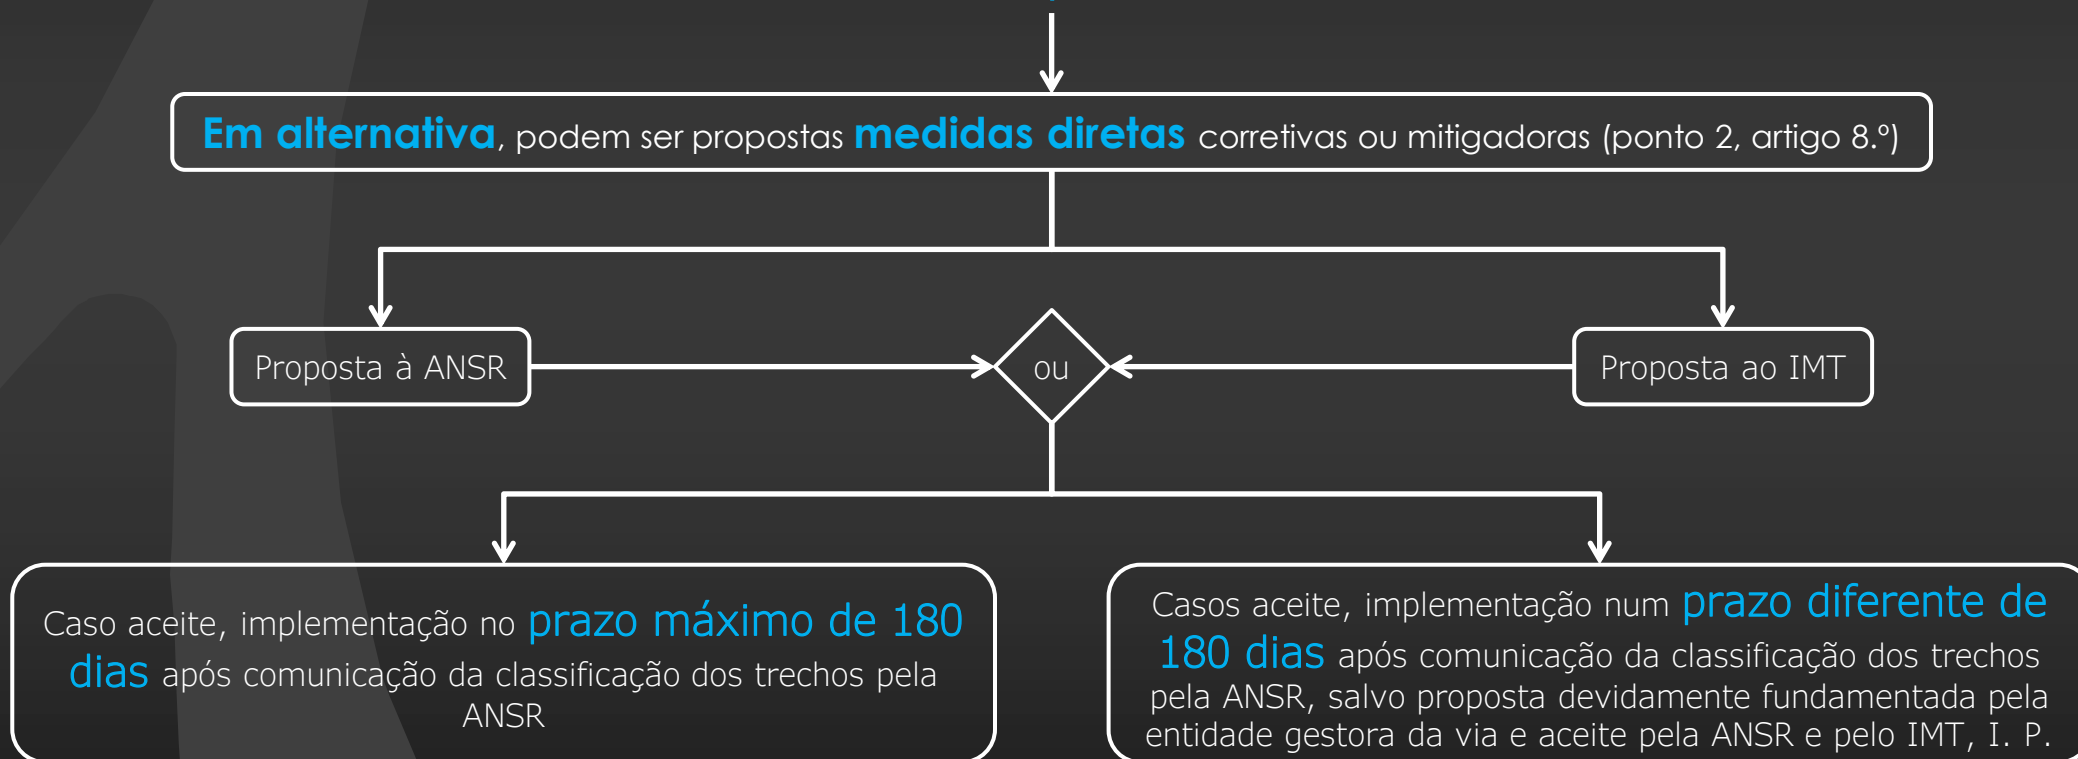 Em alternativa, podem ser propostas medidas diretas corretivas ou mitigadoras (ponto 2, artigo 8.º)
Proposta à ANSR
ou
Proposta ao IMT
Caso aceite, implementação no prazo máximo de 180
dias após comunicação da classificação dos trechos pela
ANSR
Casos aceite, implementação num prazo diferente de
180 dias após comunicação da classificação dos trechos
pela ANSR, salvo proposta devidamente fundamentada pela
entidade gestora da via e aceite pela ANSR e pelo IMT, I. P.